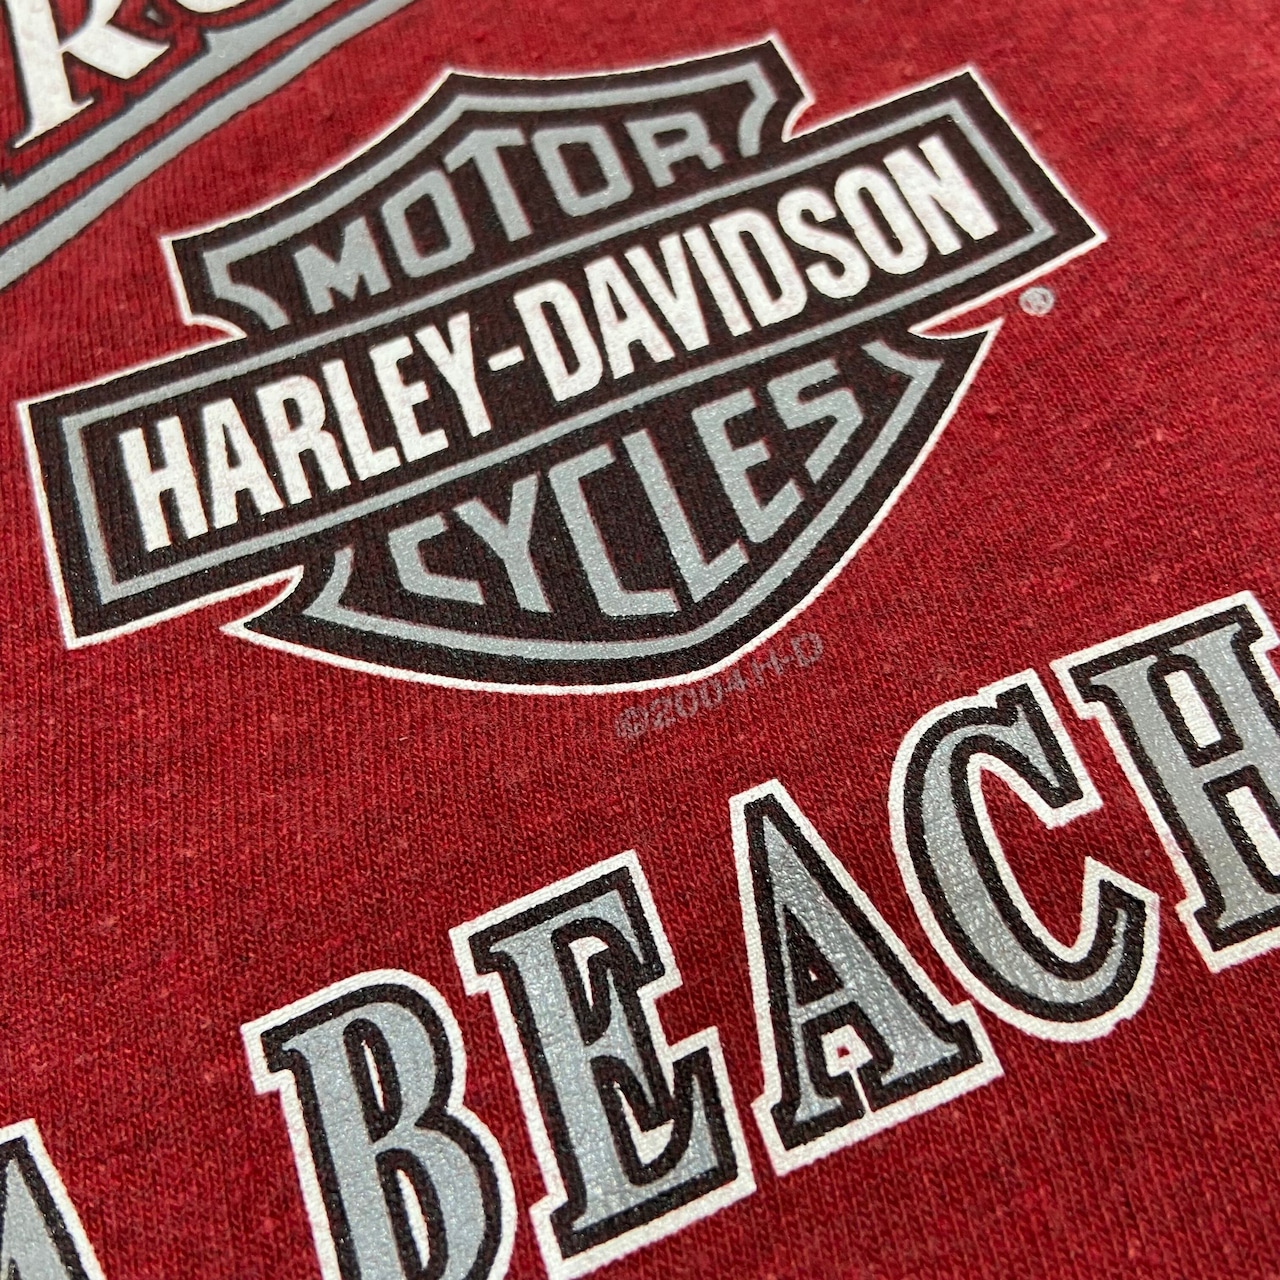 MOTOR
HARLEY-DAVIDSON
®
CYCLES
©2004 H-D
BEACH